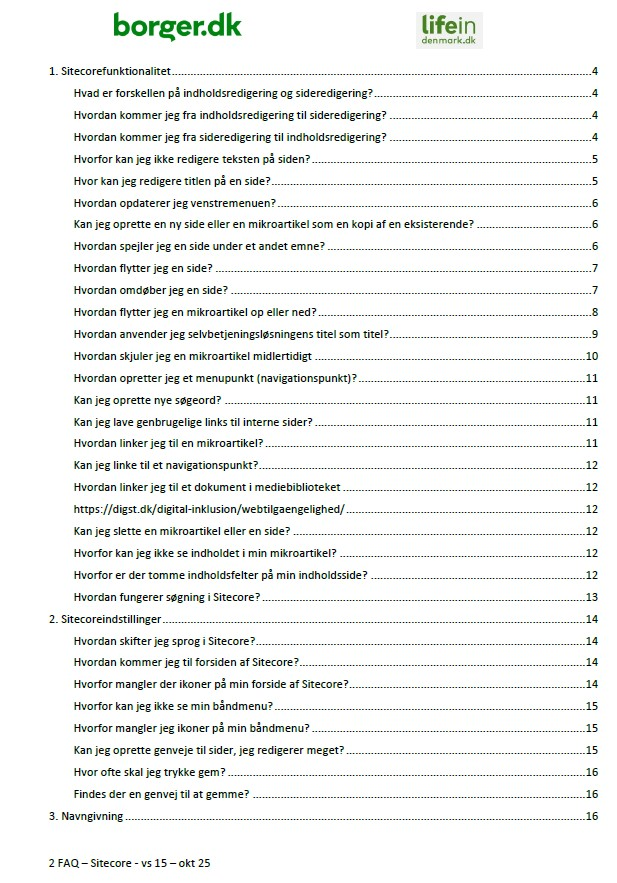 borger.dk
lifein
denmark.dk
1. Sitecorefunktionalitet 4
Hvad er forskellen på indholdsredigering og sideredigering? 4
Hvordan kommer jeg fra indholdsredigering til sideredigering? 4
Hvordan kommer jeg fra sideredigering til indholdsredigering? 4
Hvorfor kan jeg ikke redigere teksten på siden? 5
Hvor kan jeg redigere titlen på en side? 5
Hvordan opdaterer jeg venstremenuen? 6
Kan jeg oprette en ny side eller en mikroartikel som en kopi af en eksisterende? 6
Hvordan spejler jeg en side under et andet emne? 6
Hvordan flytter jeg en side? 7
Hvordan omdøber jeg en side? 7
Hvordan flytter jeg en mikroartikel op eller ned? 8
Hvordan anvender jeg selvbetjeningsløsningens titel som titel? 9
Hvordan skjuler jeg en mikroartikel midlertidigt 10
Hvordan opretter jeg et menupunkt (navigationspunkt)? 11
Kan jeg oprette nye søgeord? 11
Kan jeg lave genbrugelige links til interne sider? 11
Hvordan linker jeg til en mikroartikel? 11
Kan jeg linke til et navigationspunkt? 12
Hvordan linker jeg til et dokument i mediebiblioteket 12
https://digst.dk/digital-inklusion/webtilgaengelighed/ 12
Kan jeg slette en mikroartikel eller en side? 12
Hvorfor kan jeg ikke se indholdet i min mikroartikel? 12
Hvorfor er der tomme indholdsfelter på min indholdsside? 12
Hvordan fungerer søgning i Sitecore? 13
2. Sitecoreindstillinger 14
Hvordan skifter jeg sprog i Sitecore? 14
Hvordan kommer jeg til forsiden af Sitecore? 14
Hvorfor mangler der ikoner på min forside af Sitecore? 14
Hvorfor kan jeg ikke se min båndmenu? 15
Hvorfor mangler jeg ikoner på min båndmenu? 15
Kan jeg oprette genveje til sider, jeg redigerer meget? 15
Hvor ofte skal jeg trykke gem? 16
Findes der en genvej til at gemme? 16
3. Navngivning 16
2 FAQ – Sitecore - vs 15 – okt 25